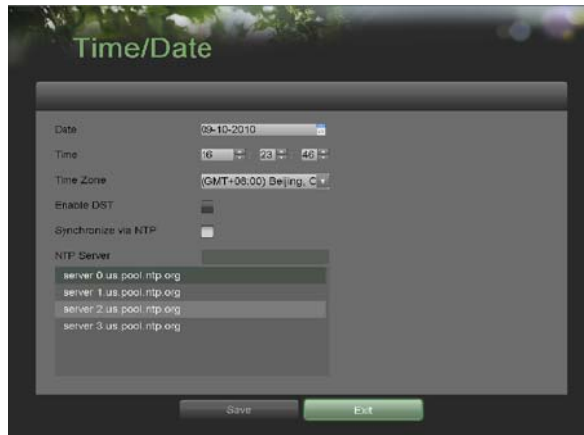 Time/Date
Date 09-10-2010
Time 16 : 23 : 46
Time Zone (GMT+08:00) Beijing, C
Enable DST
Synchronize via NTP
NTP Server
server 0.us.pool.ntp.org
server 1.us.pool.ntp.org
server 2.us.pool.ntp.org
server 3.us.pool.ntp.org
Save Exit